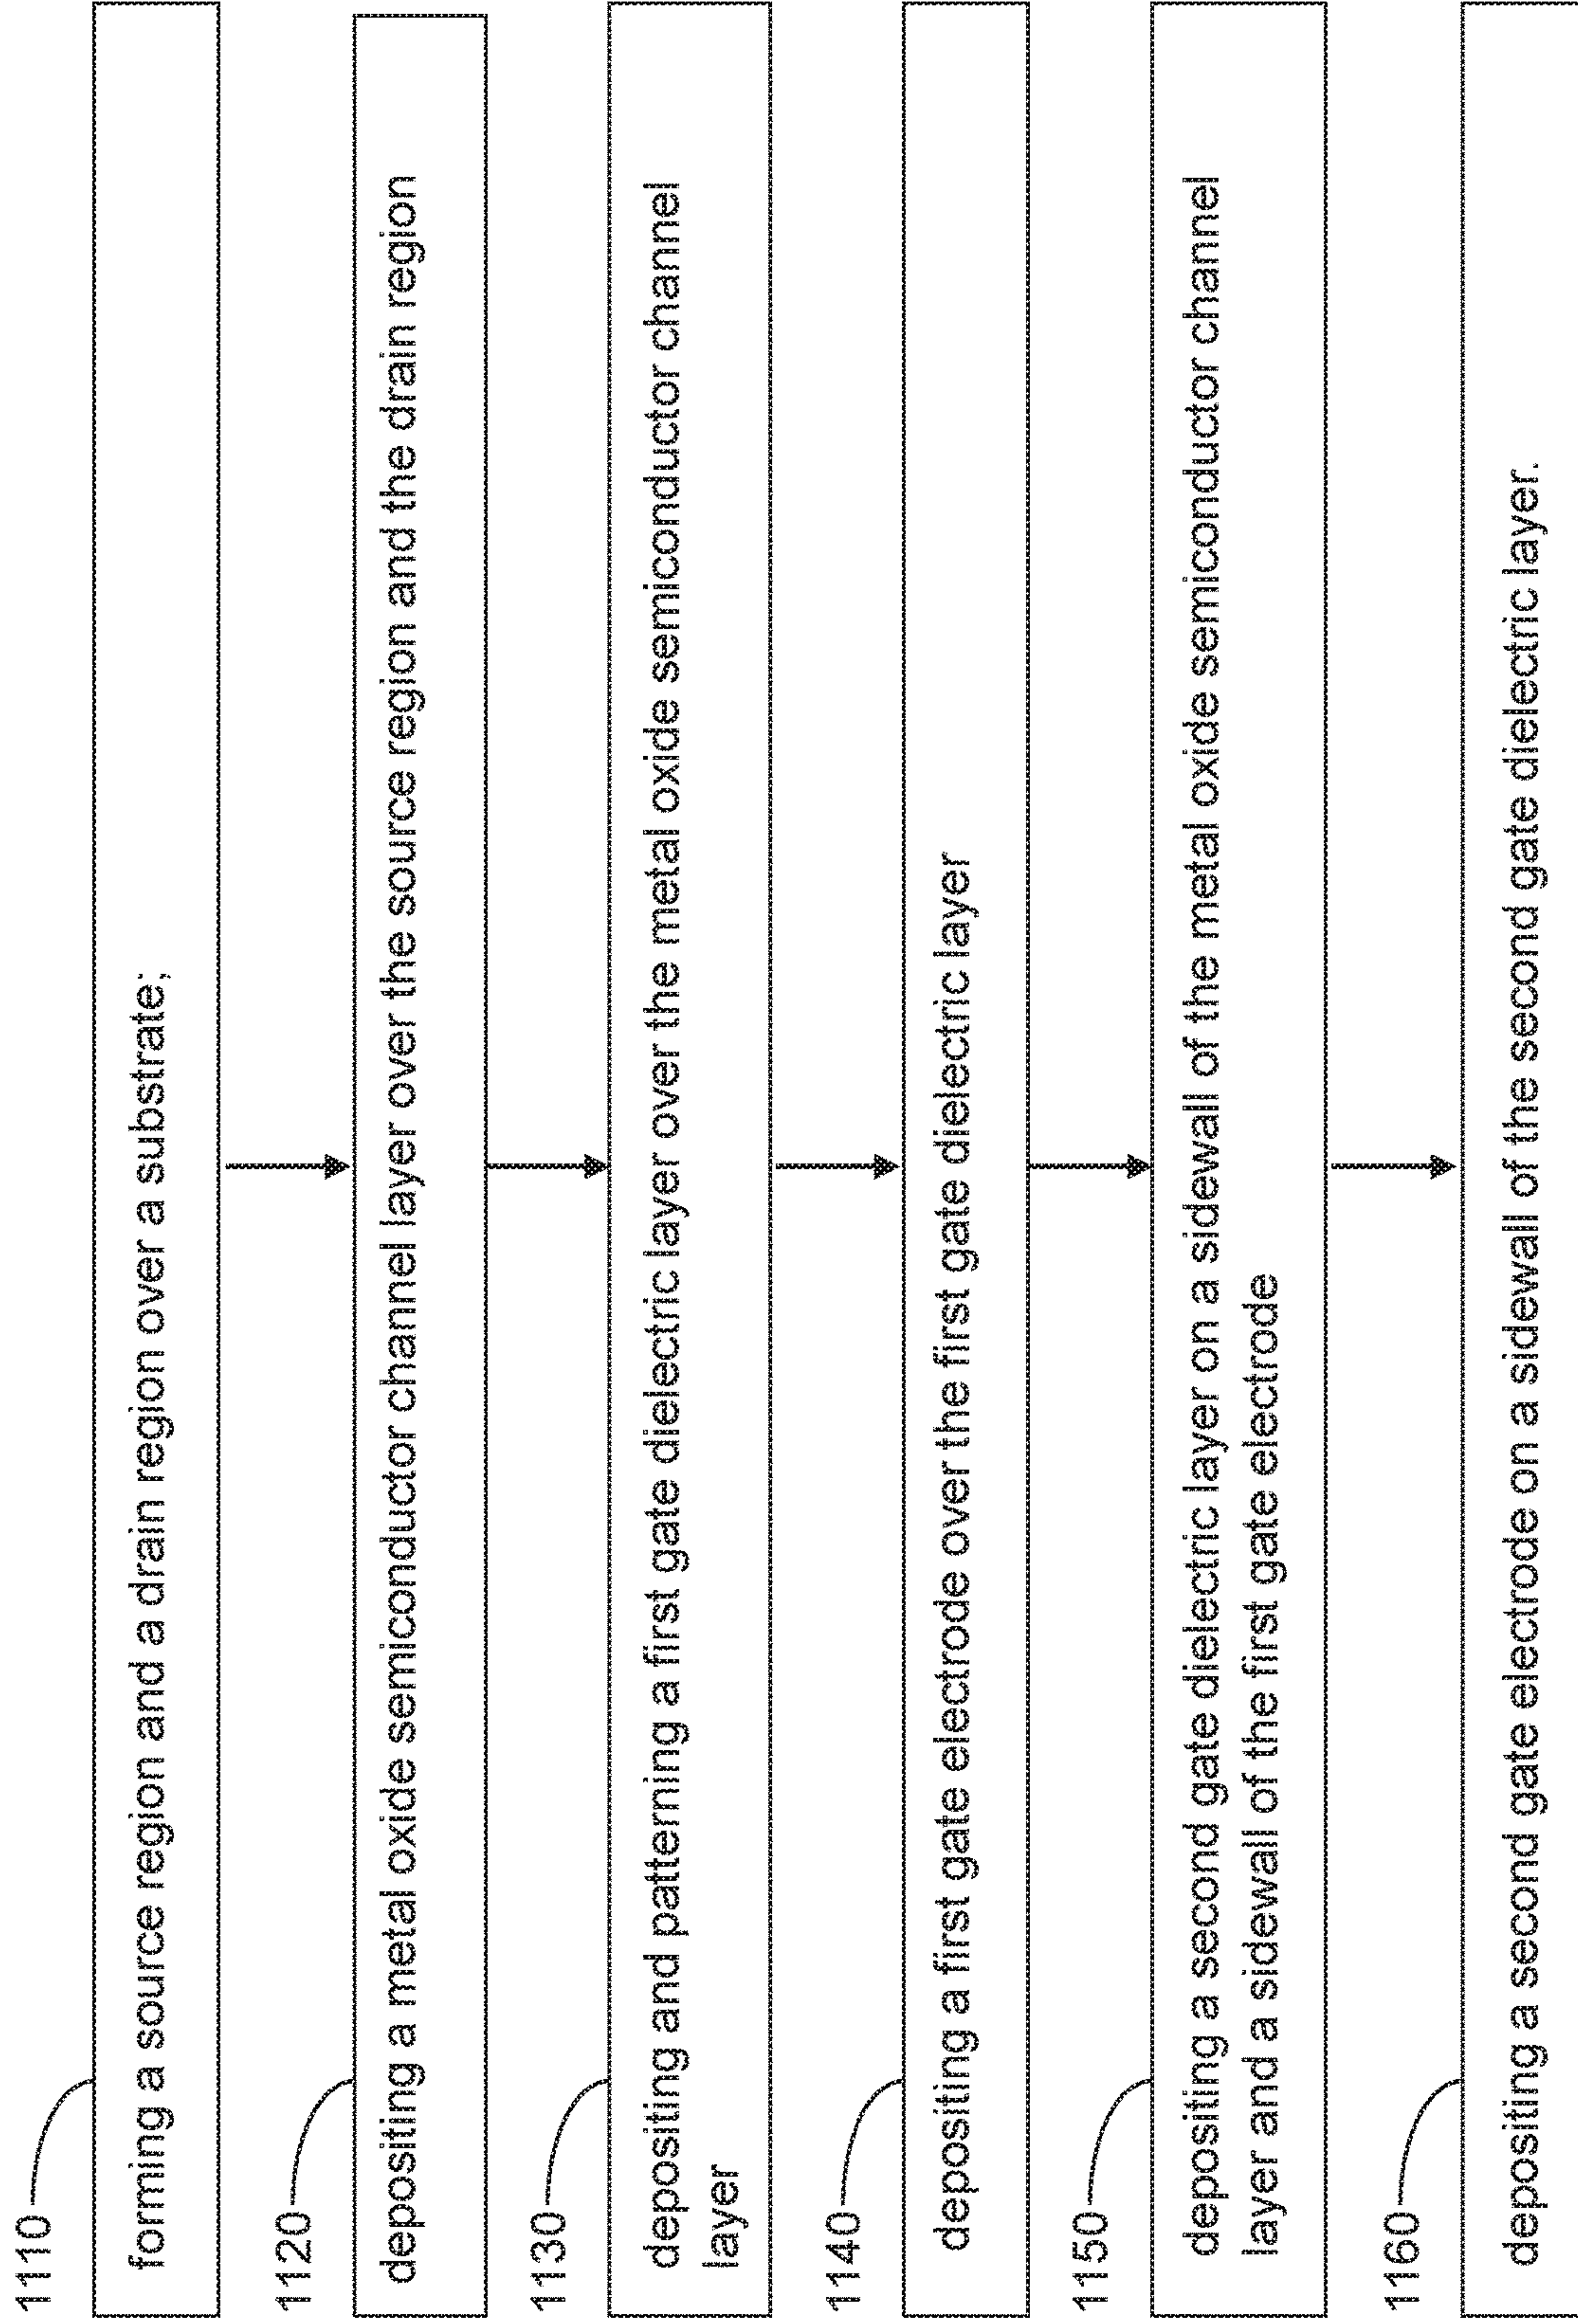 1110
forming a source region and a drain region over a substrate;
1120
depositing a metal oxide semiconductor channel layer over the source region and the drain region
1130
depositing and patterning a first gate dielectric layer over the metal oxide semiconductor channel
layer
1140
depositing a first gate electrode over the first gate dielectric layer
1150
depositing a second gate dielectric layer on a sidewall of the metal oxide semiconductor channel
layer and a sidewall of the first gate electrode
1160
depositing a second gate electrode on a sidewall of the second gate dielectric layer.